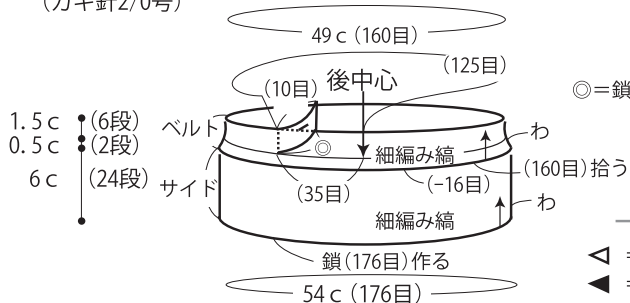 (カギ針2/0号)
49c(160目)
(125目)
後中心
(10目)
◎=鎖
1.5c (6段) ベルト
わ
0.5c (2段)
◎
細編み縞
(160目)拾う
6c (24段) サイド
(35目)
(−16目)
わ
細編み縞
鎖(176目)作る
54c(176目)
=
=